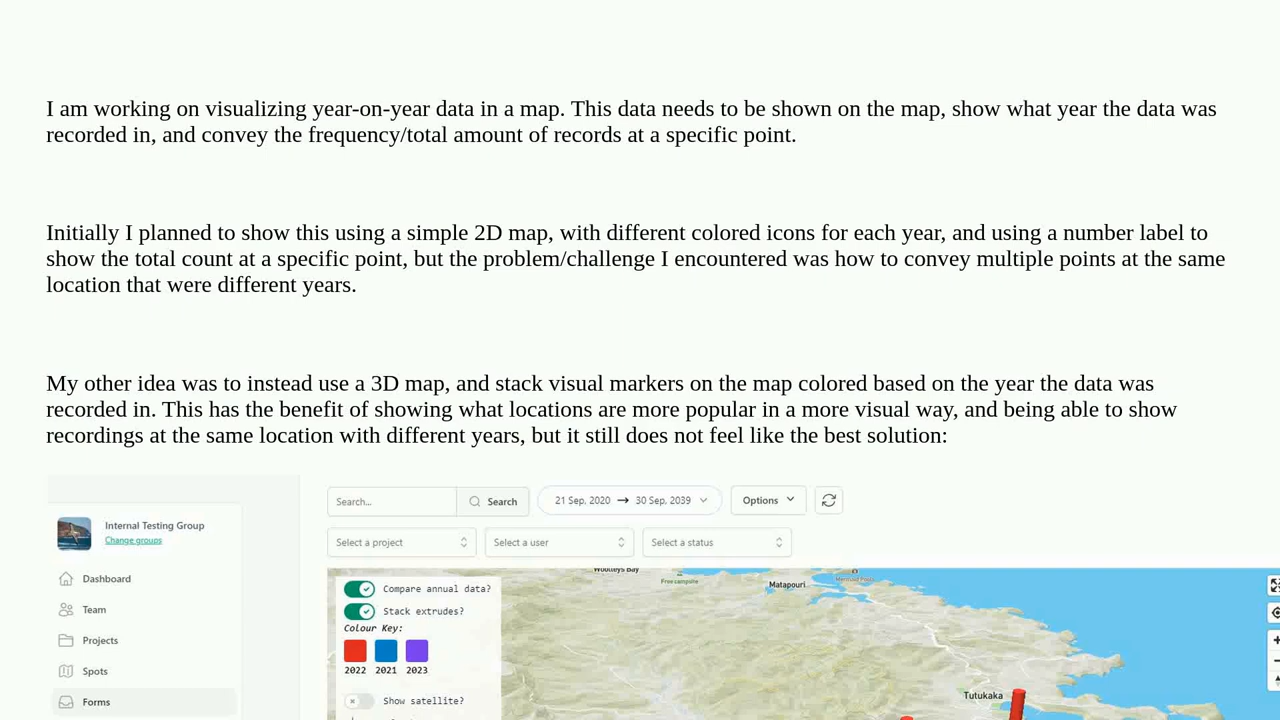 I am working on visualizing year-on-year data in a map. This data needs to be shown on the map, show what year the data was
recorded in, and convey the frequency/total amount of records at a specific point.
Initially I planned to show this using a simple 2D map, with different colored icons for each year, and using a number label to
show the total count at a specific point, but the problem/challenge I encountered was how to convey multiple points at the same
location that were different years.
My other idea was to instead use a 3D map, and stack visual markers on the map colored based on the year the data was
recorded in. This has the benefit of showing what locations are more popular in a more visual way, and being able to show
recordings at the same location with different years, but it still does not feel like the best solution:
Search... Search 21 Sep, 2020 → 30 Sep, 2039 Options
Internal Testing Group
Change groups
Select a project Select a user Select a status
Dashboard
Team
Projects
Spots
Forms
Woolleys Bay
Free campsite
Matapouri
Compare annual data?
Stack extrudes?
Colour Key:
2022 2021 2023
Show satellite?
Tutukaka